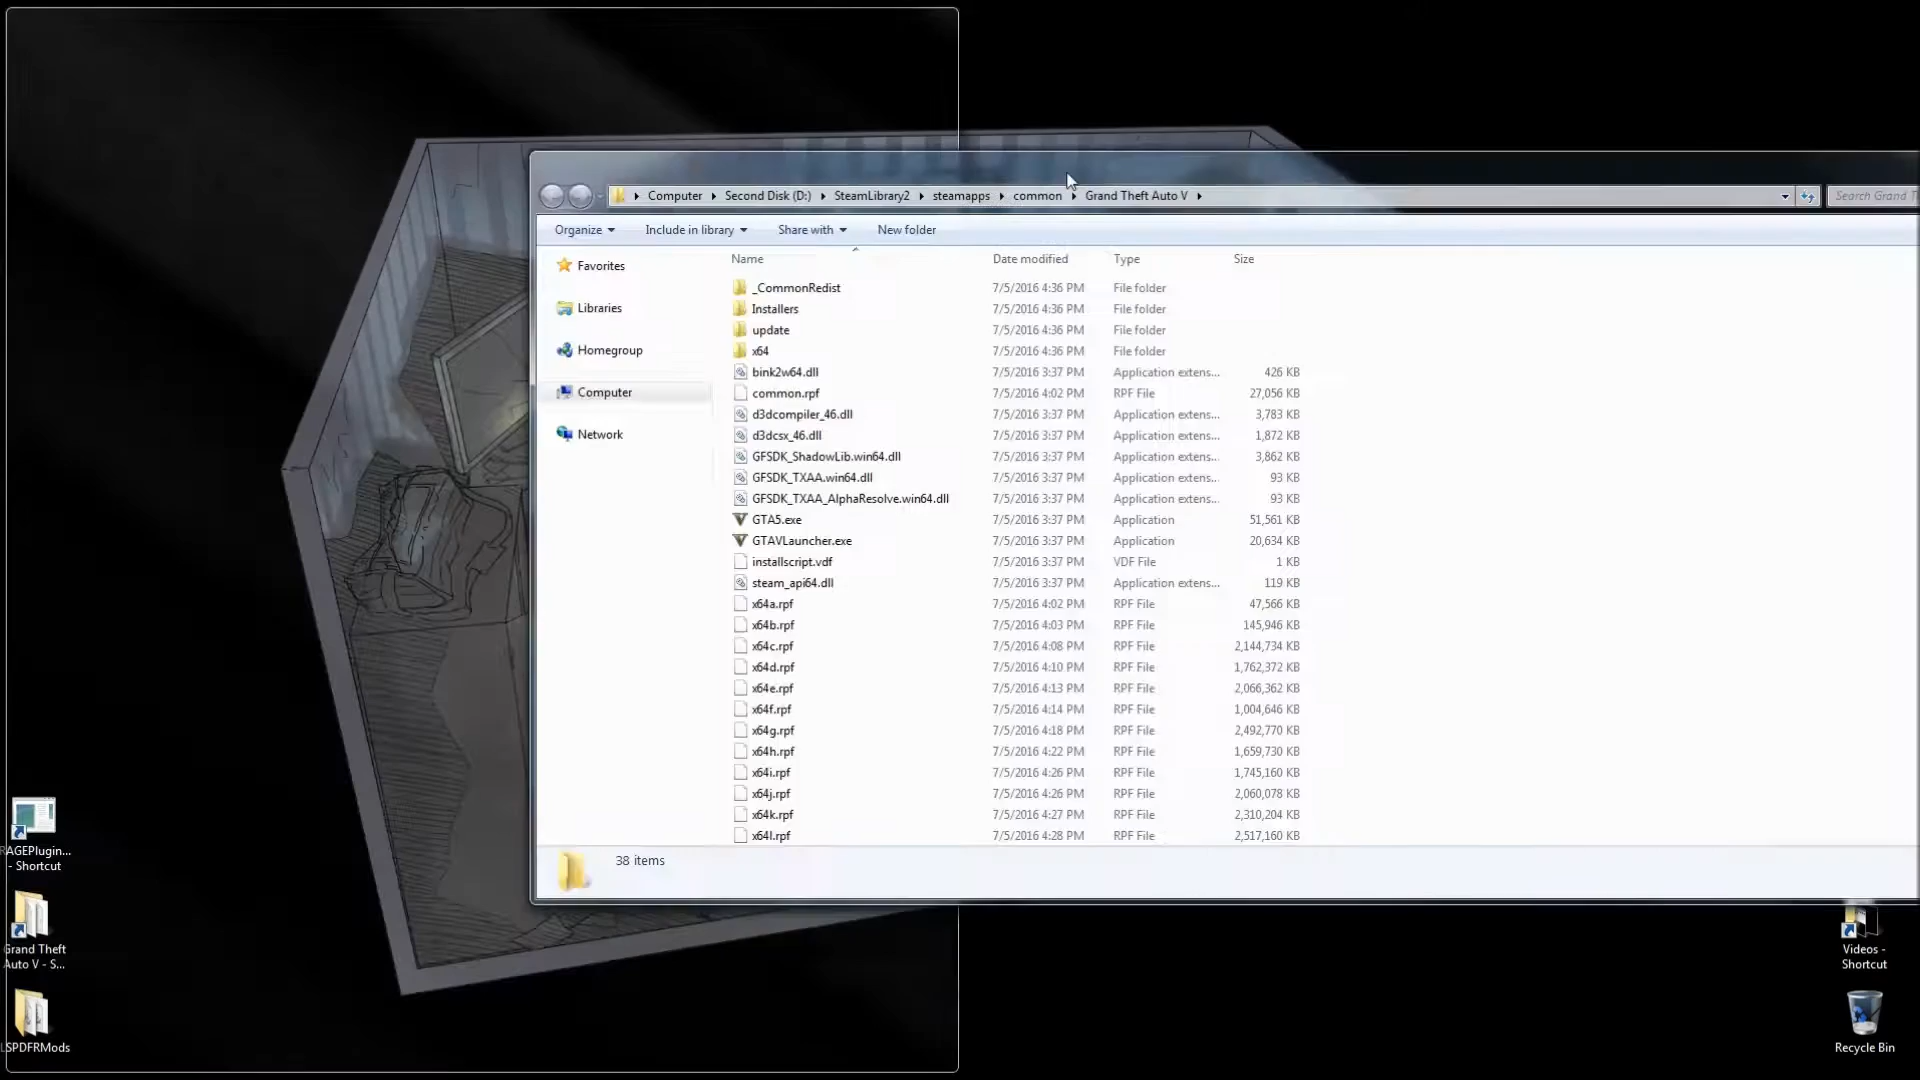 Computer Second Disk (D:) SteamLibrary2 steamapps common Grand Theft Auto V
Search Grand T
Organize Include in library Share with New folder
Favorites
Libraries
Homegroup
Computer
Network
Name Date modified Type Size
_CommonRedist 7/5/2016 4:36 PM File folder
Installers 7/5/2016 4:36 PM File folder
update 7/5/2016 4:36 PM File folder
x64 7/5/2016 4:36 PM File folder
bink2w64.dll 7/5/2016 3:37 PM Application extens... 426 KB
common.rpf 7/5/2016 4:02 PM RPF File 27,056 KB
d3dcompiler_46.dll 7/5/2016 3:37 PM Application extens... 3,783 KB
d3dcsx_46.dll 7/5/2016 3:37 PM Application extens... 1,872 KB
GFSDK_ShadowLib.win64.dll 7/5/2016 3:37 PM Application extens... 3,862 KB
GFSDK_TXAA.win64.dll 7/5/2016 3:37 PM Application extens... 93 KB
GFSDK_TXAA_AlphaResolve.win64.dll 7/5/2016 3:37 PM Application extens... 93 KB
GTA5.exe 7/5/2016 3:37 PM Application 51,561 KB
GTAVLauncher.exe 7/5/2016 3:37 PM Application 20,634 KB
installscript.vdf 7/5/2016 3:37 PM VDF File 1 KB
steam_api64.dll 7/5/2016 3:37 PM Application extens... 119 KB
x64a.rpf 7/5/2016 4:02 PM RPF File 47,566 KB
x64b.rpf 7/5/2016 4:03 PM RPF File 145,946 KB
x64c.rpf 7/5/2016 4:08 PM RPF File 2,144,734 KB
x64d.rpf 7/5/2016 4:10 PM RPF File 1,762,372 KB
x64e.rpf 7/5/2016 4:13 PM RPF File 2,066,362 KB
x64f.rpf 7/5/2016 4:14 PM RPF File 1,004,646 KB
x64g.rpf 7/5/2016 4:18 PM RPF File 2,492,770 KB
x64h.rpf 7/5/2016 4:22 PM RPF File 1,659,730 KB
x64i.rpf 7/5/2016 4:26 PM RPF File 1,745,160 KB
x64j.rpf 7/5/2016 4:26 PM RPF File 2,060,078 KB
x64k.rpf 7/5/2016 4:27 PM RPF File 2,310,204 KB
x64l.rpf 7/5/2016 4:28 PM RPF File 2,517,160 KB
38 items
RAGEPlugin...
- Shortcut
Grand Theft
Auto V - S...
LSPDFRMods
Videos -
Shortcut
Recycle Bin